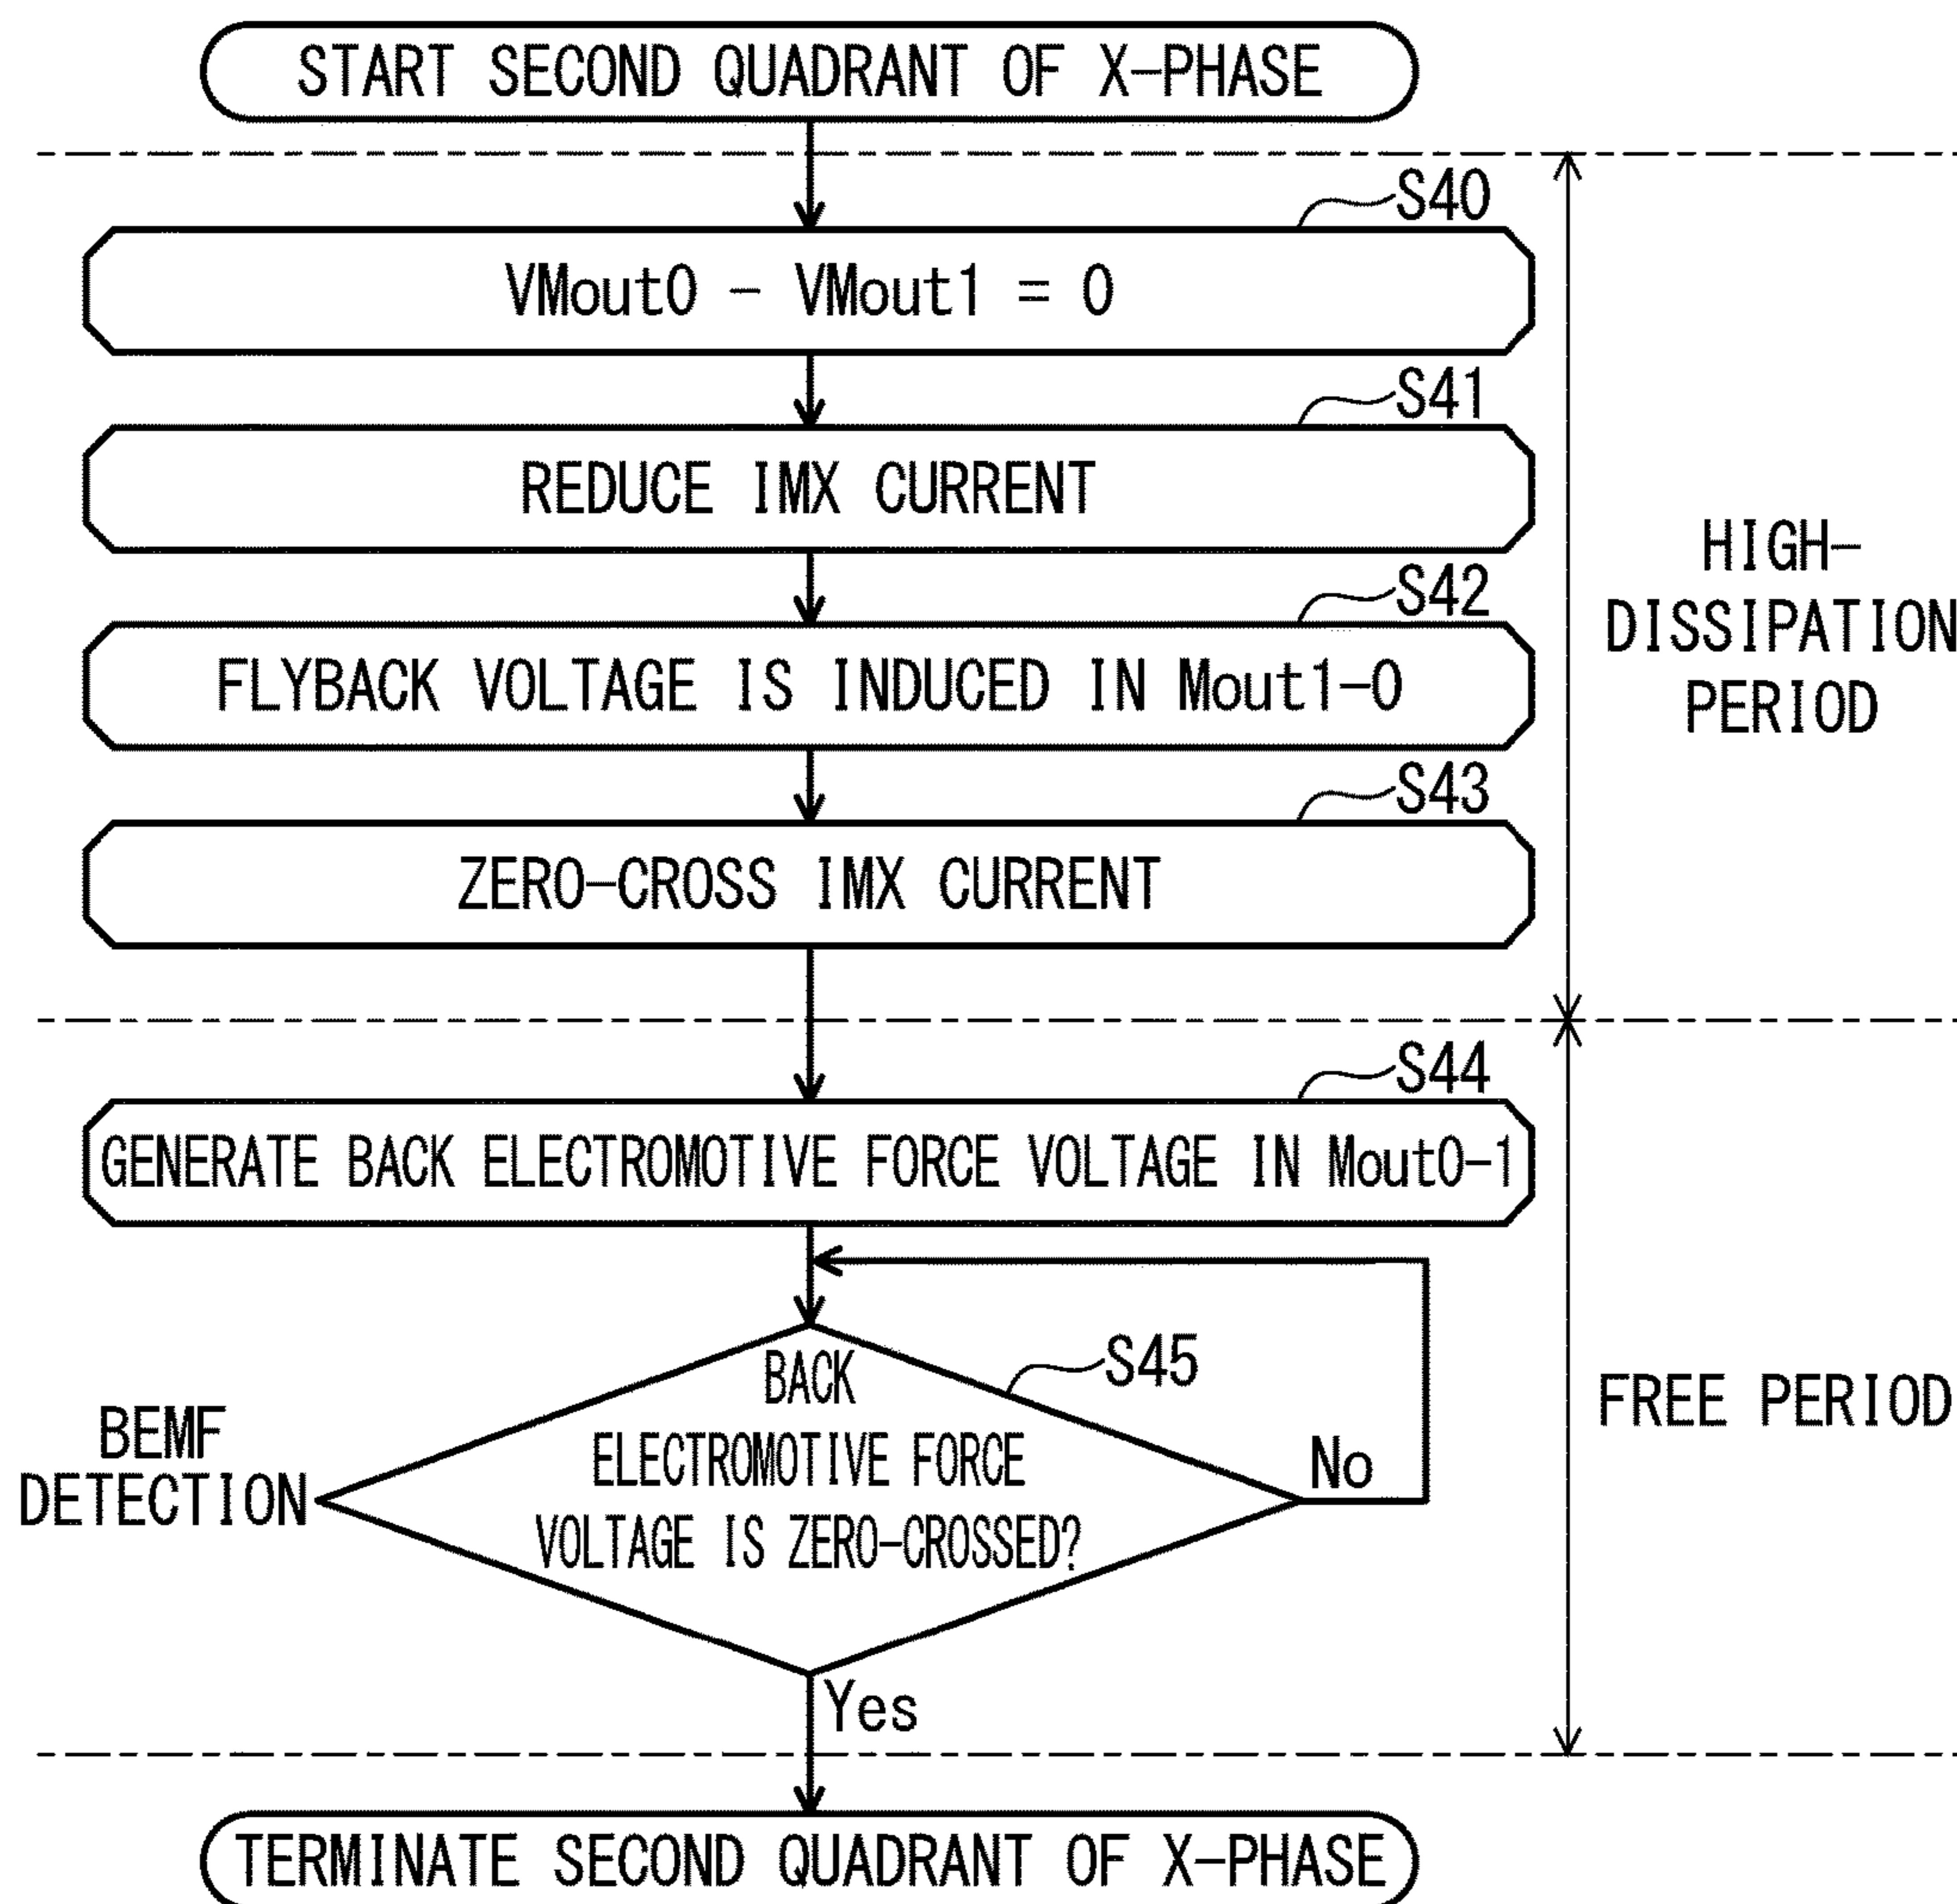 START SECOND QUADRANT OF X-PHASE
S40
VMout0 - VMout1 = 0
S41
REDUCE IMX CURRENT
S42
FLYBACK VOLTAGE IS INDUCED IN Mout1-0
S43
ZERO-CROSS IMX CURRENT
HIGH-
DISSIPATION
PERIOD
S44
GENERATE BACK ELECTROMOTIVE FORCE VOLTAGE IN Mout0-1
S45
BACK
ELECTROMOTIVE FORCE
VOLTAGE IS ZERO-CROSSED?
BEMF
DETECTION
No
Yes
FREE PERIOD
TERMINATE SECOND QUADRANT OF X-PHASE